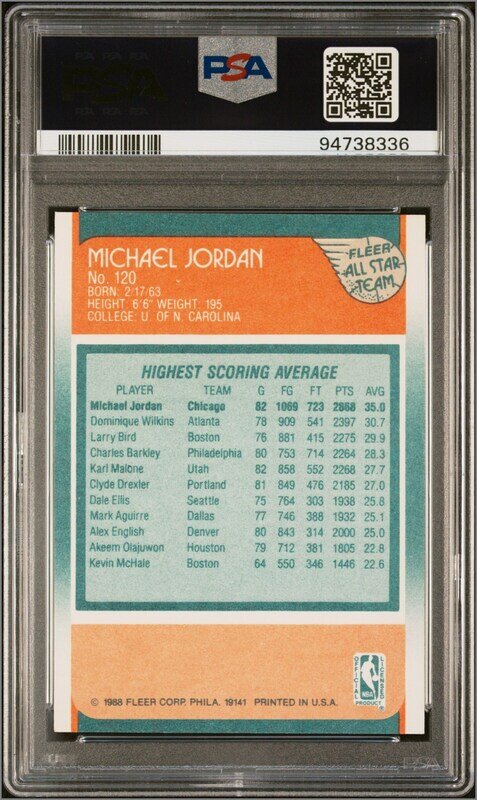 PSA
94738336
MICHAEL JORDAN
No. 120
BORN: 2/17/63
HEIGHT: 6'6" WEIGHT: 195
COLLEGE: U. OF N. CAROLINA
FLEER
ALL STAR
TEAM
HIGHEST SCORING AVERAGE
PLAYER TEAM G FG FT PTS AVG
Michael Jordan Chicago 82 1069 723 2868 35.0
Dominique Wilkins Atlanta 78 909 541 2397 30.7
Larry Bird Boston 76 881 415 2275 29.9
Charles Barkley Philadelphia 80 753 714 2264 28.3
Karl Malone Utah 82 858 552 2268 27.7
Clyde Drexler Portland 81 849 476 2185 27.0
Dale Ellis Seattle 75 764 303 1938 25.8
Mark Aguirre Dallas 77 746 388 1932 25.1
Alex English Denver 80 843 314 2000 25.0
Akeem Olajuwon Houston 79 712 381 1805 22.8
Kevin McHale Boston 64 550 346 1446 22.6
OFFICIAL LICENSED
NBA
PRODUCT
© 1988 FLEER CORP. PHILA. 19141 PRINTED IN U.S.A.
PSA